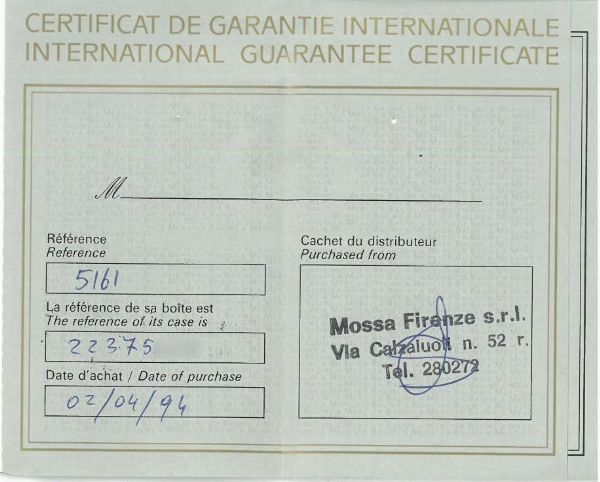 CERTIFICAT DE GARANTIE INTERNATIONALE
INTERNATIONAL GUARANTEE CERTIFICATE
M
Référence
Reference
5161
La référence de sa boîte est
The reference of its case is
22375
Date d'achat / Date of purchase
02/04/94
Cachet du distributeur
Purchased from
Mossa Firenze s.r.l.
Via Calzaiuoli n. 52 r.
Tel. 280272